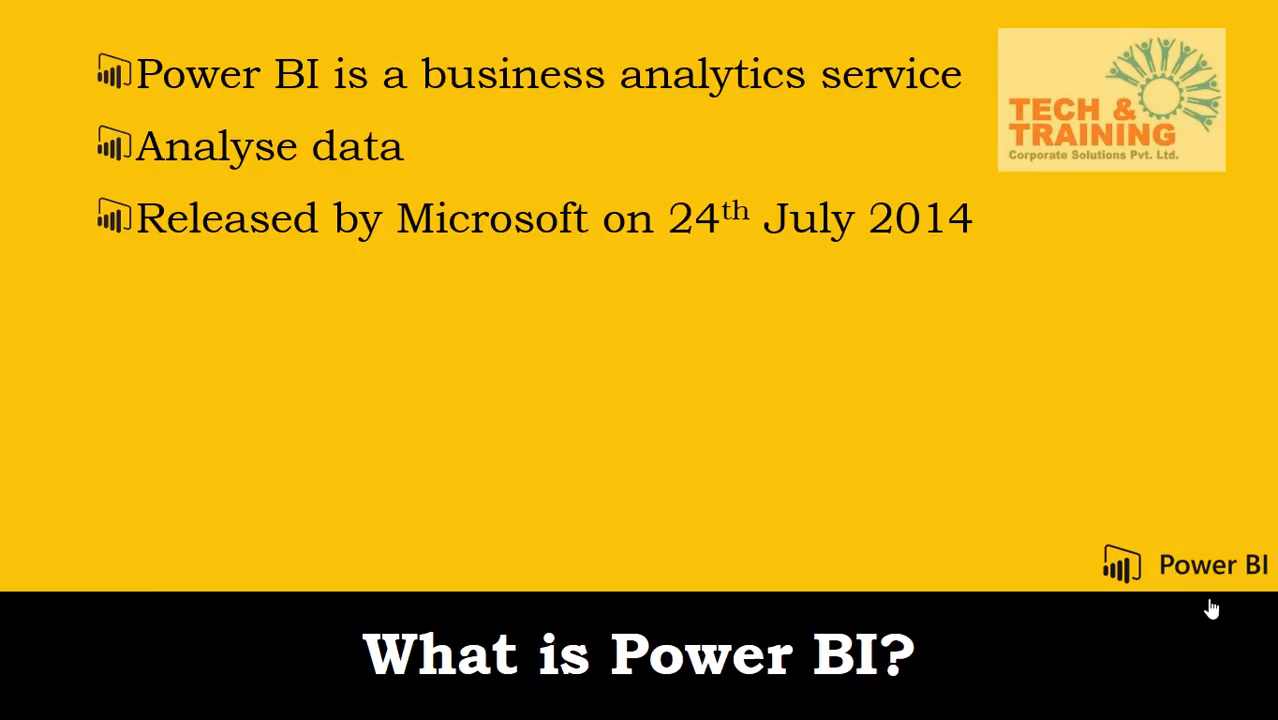 Power BI is a business analytics service
Analyse data
Released by Microsoft on 24th July 2014
TECH &
TRAINING
Corporate Solutions Pvt. Ltd.
Power BI
What is Power BI?